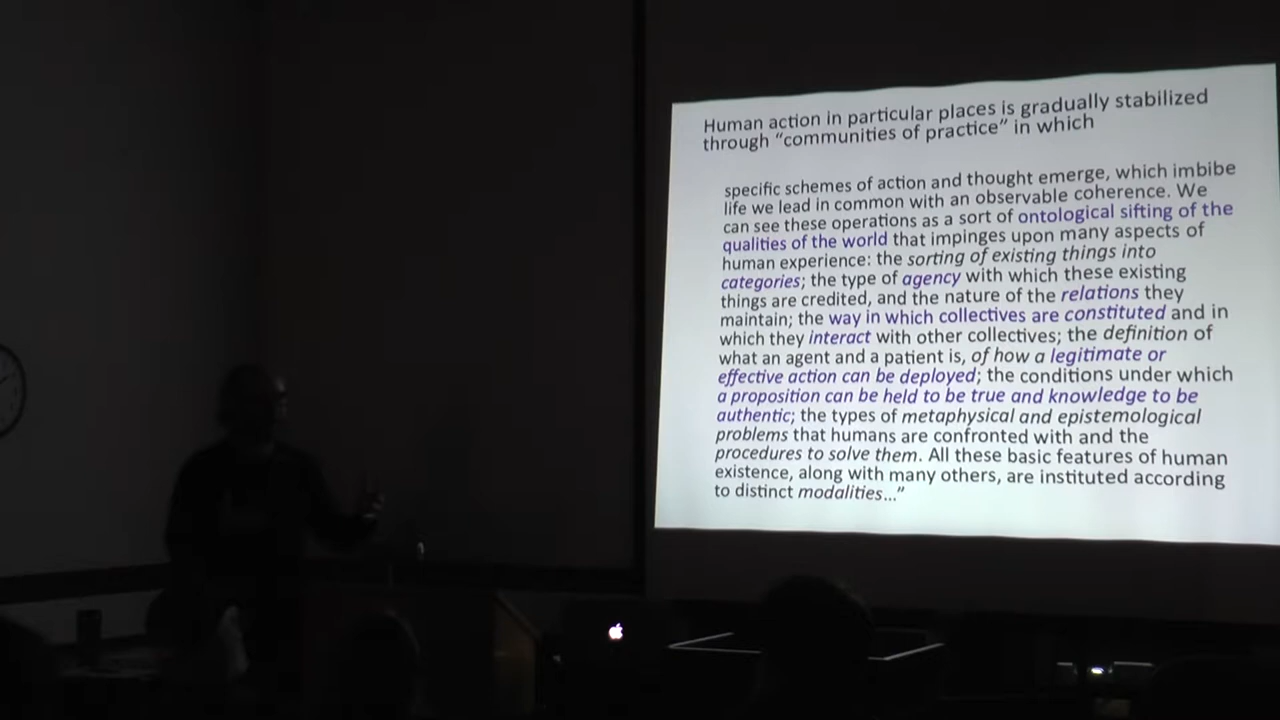 Human action in particular places is gradually stabilized
through “communities of practice” in which
specific schemes of action and thought emerge, which imbibe
life we lead in common with an observable coherence. We
can see these operations as a sort of ontological sifting of the
qualities of the world that impinges upon many aspects of
human experience: the sorting of existing things into
categories; the type of agency with which these existing
things are credited, and the nature of the relations they
maintain; the way in which collectives are constituted and in
which they interact with other collectives; the definition of
what an agent and a patient is, of how a legitimate or
effective action can be deployed; the conditions under which
a proposition can be held to be true and knowledge to be
authentic; the types of metaphysical and epistemological
problems that humans are confronted with and the
procedures to solve them. All these basic features of human
existence, along with many others, are instituted according
to distinct modalities...”